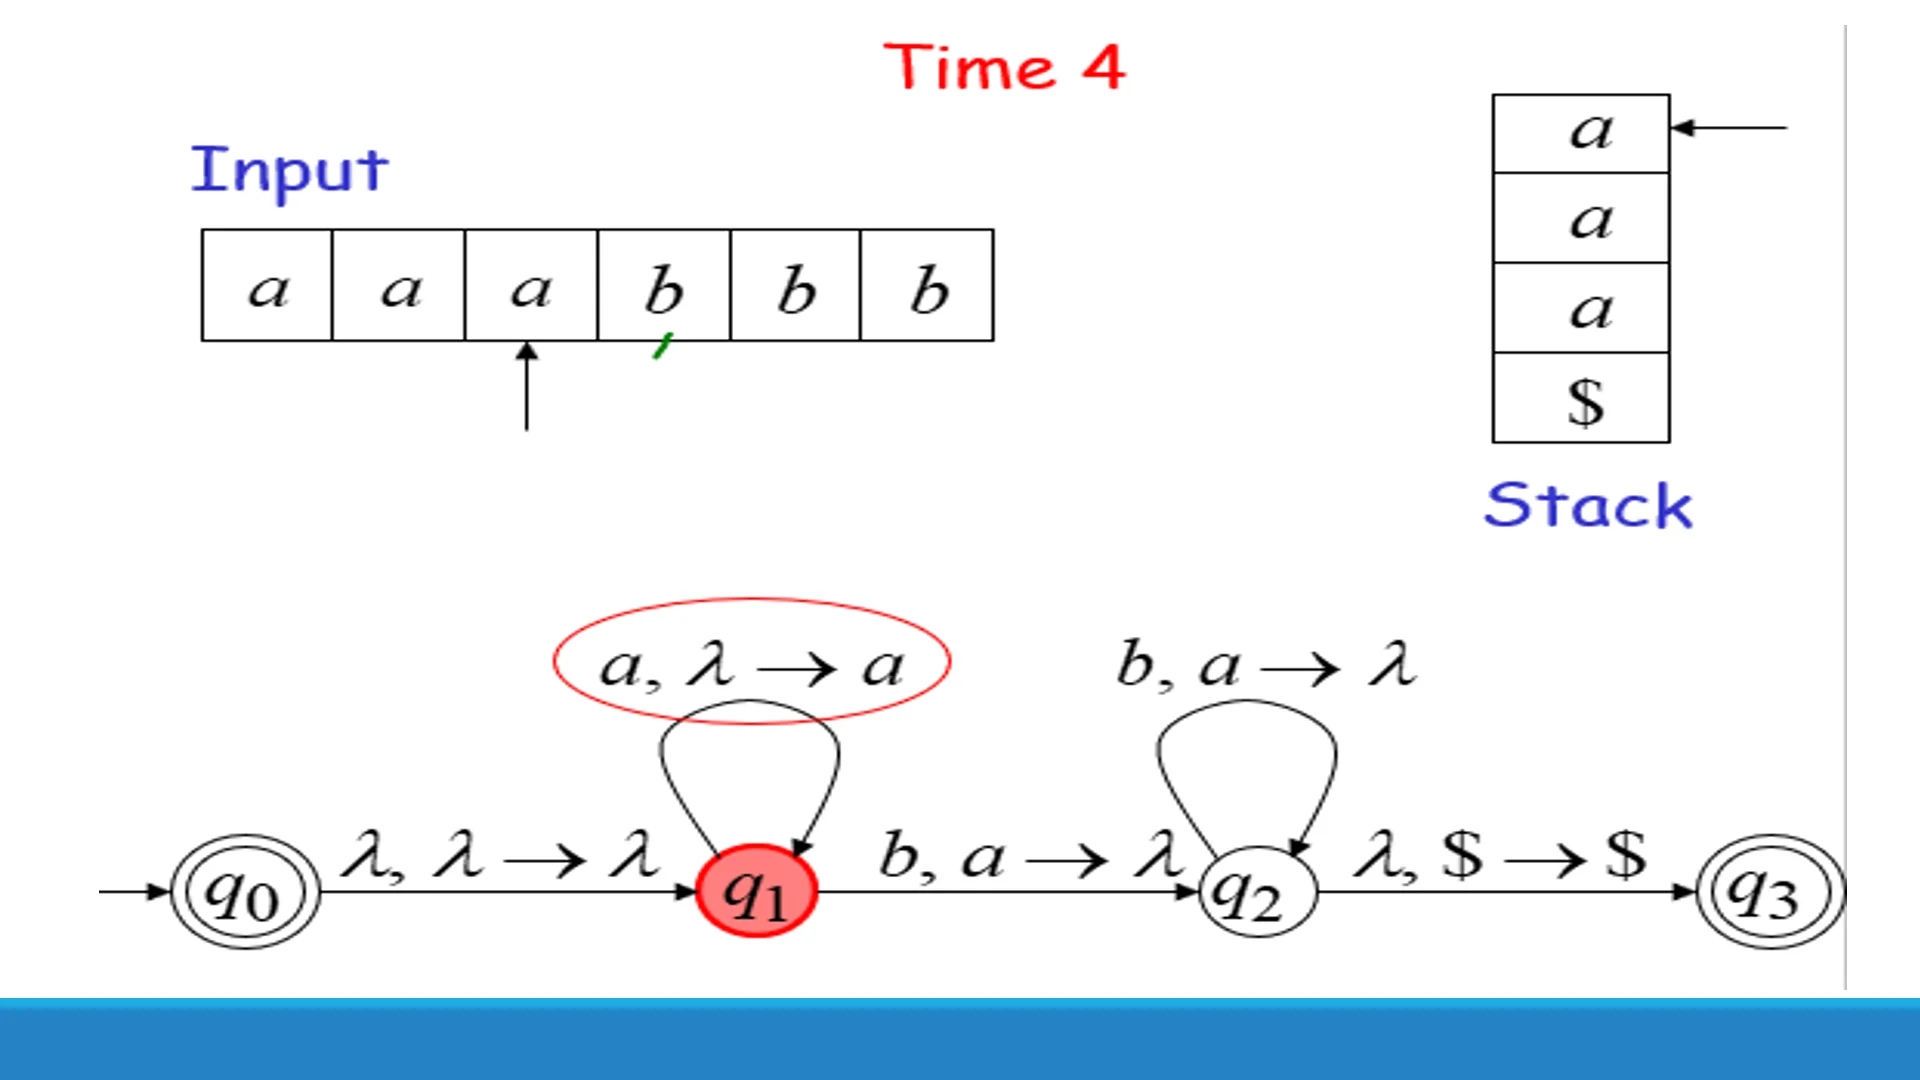 Time 4
Input
a a a b b b
a
a
a
$
Stack
a, λ → a
b, a → λ
q0
λ, λ → λ
q1
b, a → λ
q2
λ, $ → $
q3